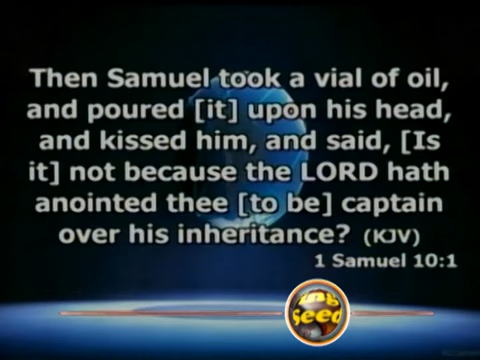 Then Samuel took a vial of oil,
and poured [it] upon his head,
and kissed him, and said, [Is
it] not because the LORD hath
anointed thee [to be] captain
over his inheritance? (KJV)
1 Samuel 10:1
ing
Seed